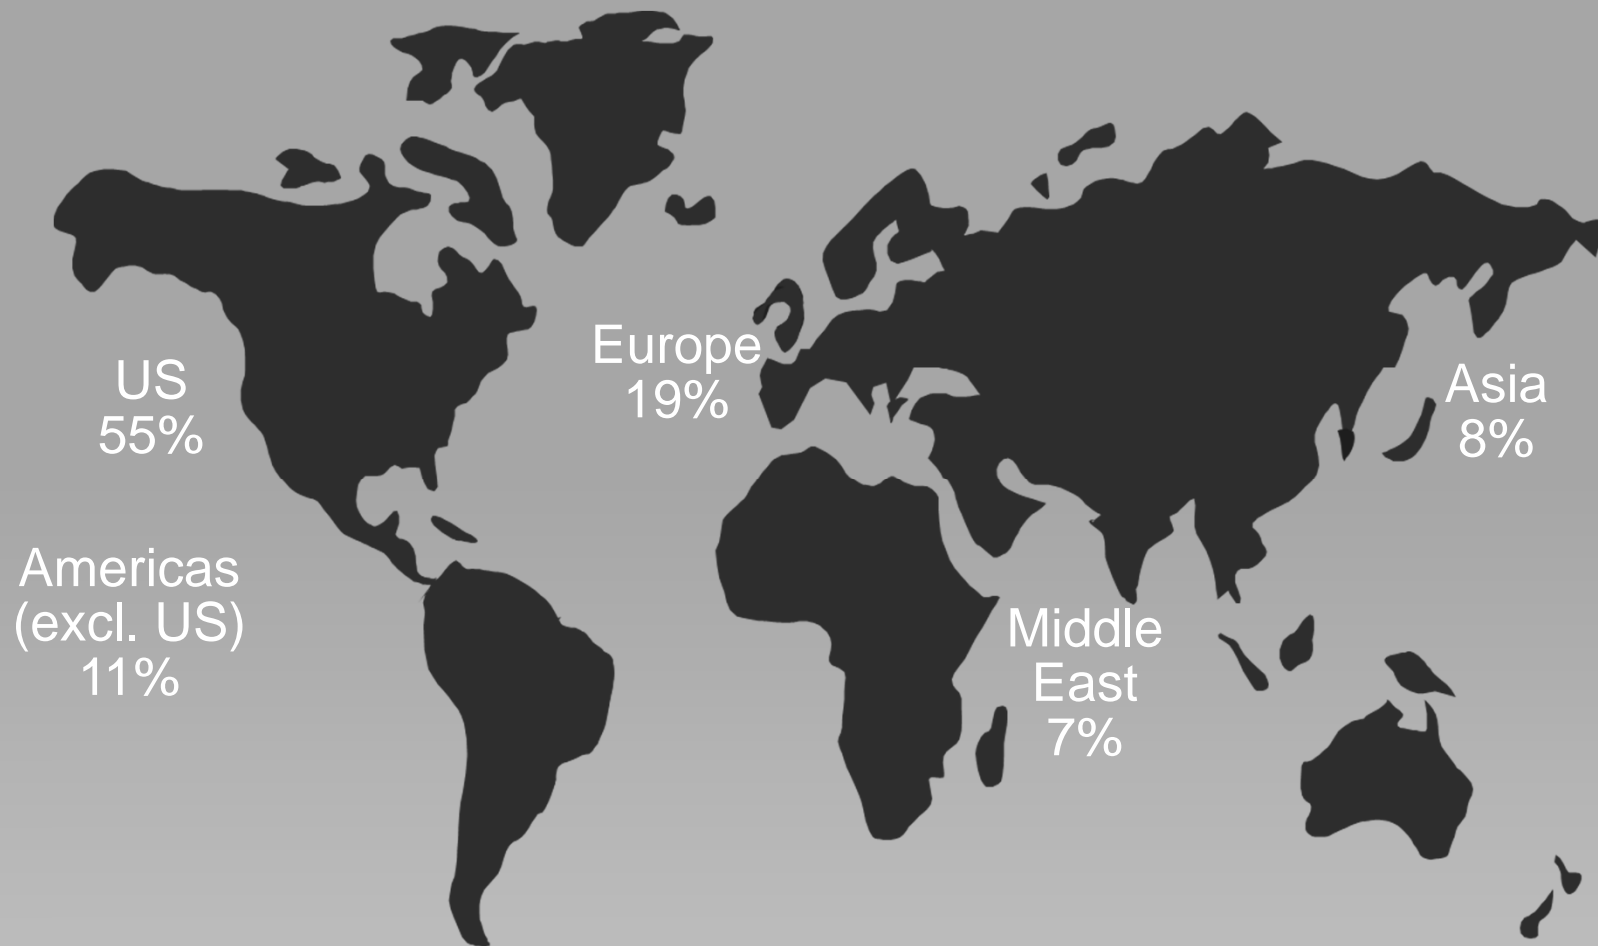 US
55%
Europe
19%
Asia
8%
Americas
(excl. US)
11%
Middle
East
7%